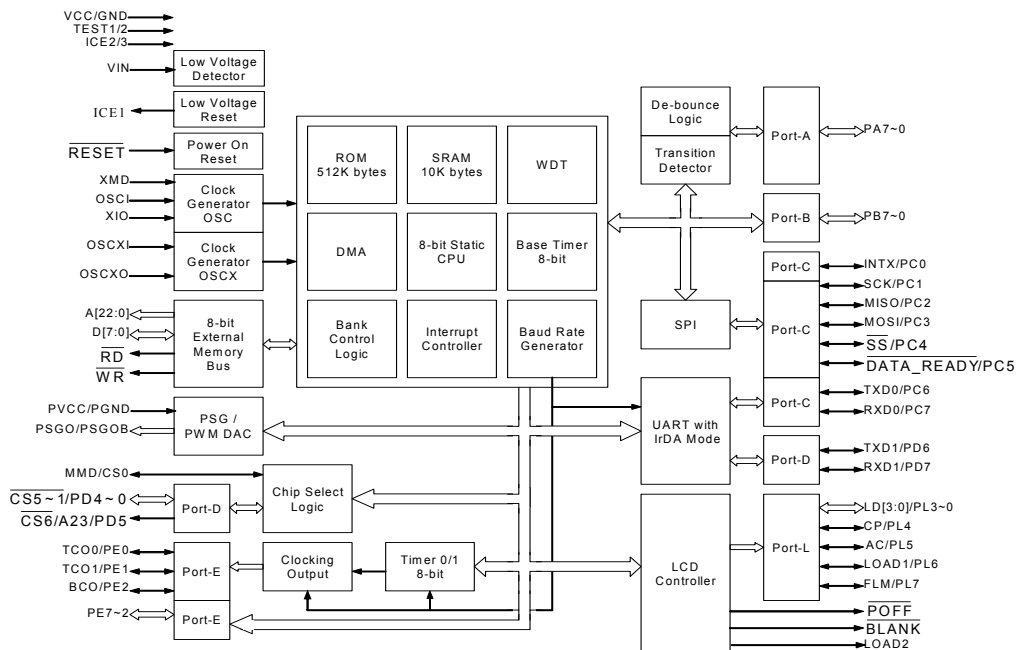 VCC/GND
TEST1/2
ICE2/3
VIN
Low Voltage
Detector
ICE1
Low Voltage
Reset
RESET
Power On
Reset
XMD
OSCI
XIO
Clock
Generator
OSC
OSCXI
OSCXO
Clock
Generator
OSCX
A[22:0]
D[7:0]
RD
WR
8-bit
External
Memory
Bus
PVCC/PGND
PSGO/PSGOB
PSG /
PWM DAC
MMD/CS0
CS5~1/PD4~0
CS6/A23/PD5
Port-D
Chip Select
Logic
TCO0/PE0
TCO1/PE1
BCO/PE2
PE7~2
Port-E
Port-E
Clocking
Output
Timer 0/1
8-bit
ROM
512K bytes
SRAM
10K bytes
WDT
DMA
8-bit Static
CPU
Base Timer
8-bit
Bank
Control
Logic
Interrupt
Controller
Baud Rate
Generator
De-bounce
Logic
Transition
Detector
Port-A
PA7~0
Port-B
PB7~0
SPI
Port-C
INTX/PC0
Port-C
SCK/PC1
MISO/PC2
MOSI/PC3
SS/PC4
DATA_READY/PC5
UART with
IrDA Mode
Port-C
TXD0/PC6
RXD0/PC7
Port-D
TXD1/PD6
RXD1/PD7
LCD
Controller
Port-L
LD[3:0]/PL3~0
CP/PL4
AC/PL5
LOAD1/PL6
FLM/PL7
POFF
BLANK
LOAD2